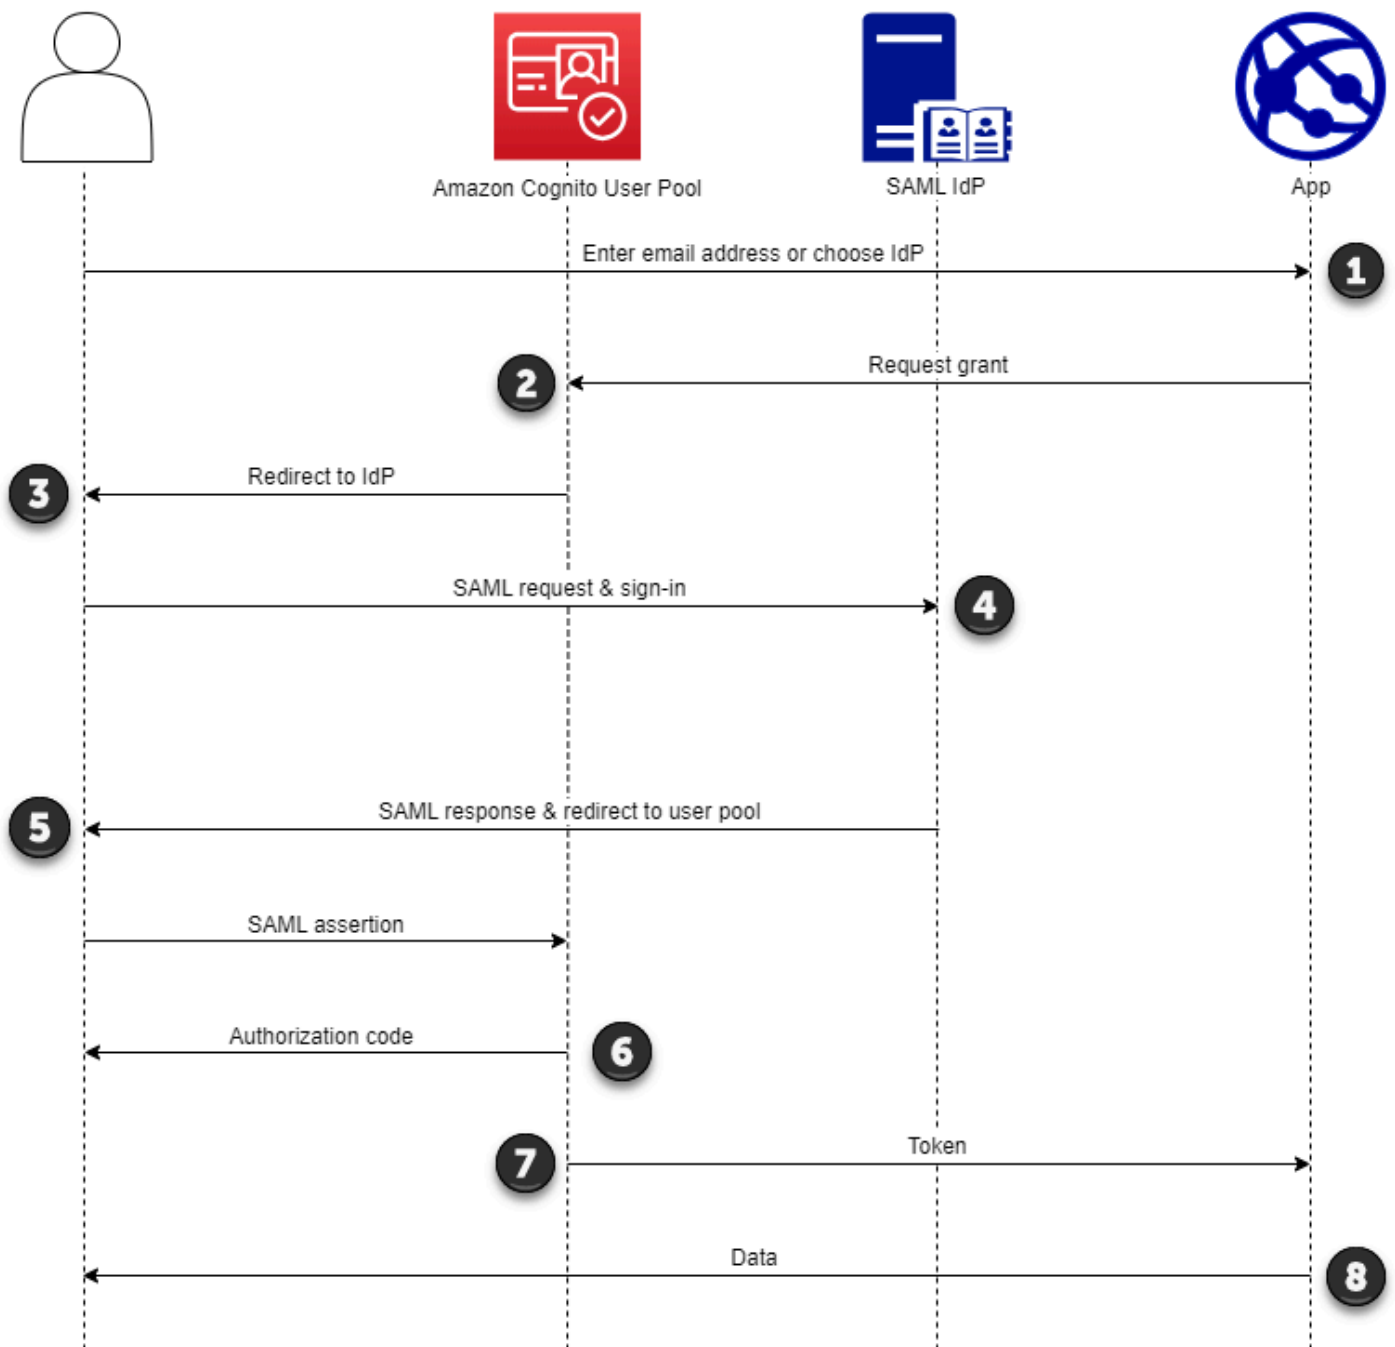 Amazon Cognito User Pool
SAML IdP
App
Enter email address or choose IdP
1
Request grant
2
Redirect to IdP
3
SAML request & sign-in
4
SAML response & redirect to user pool
5
SAML assertion
Authorization code
6
Token
7
Data
8